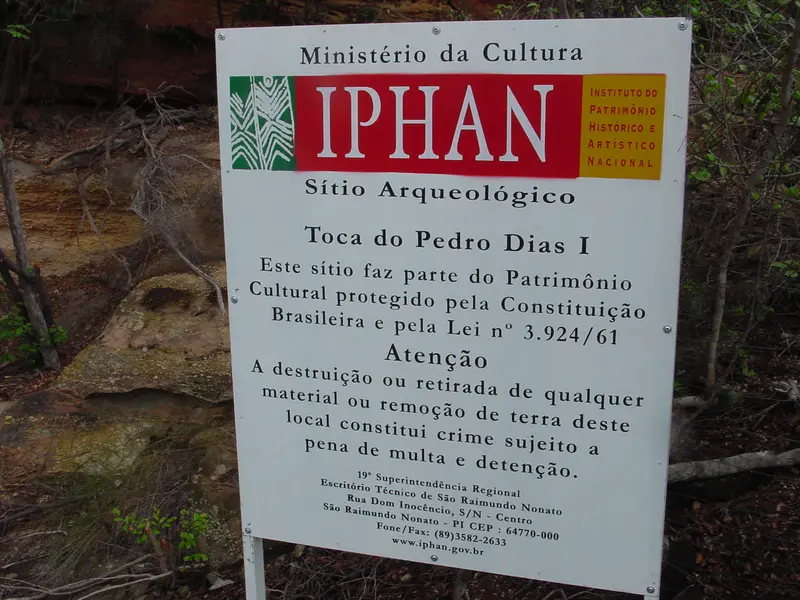 Ministério da Cultura
IPHAN
INSTITUTO DO
PATRIMÔNIO
HISTÓRICO E
ARTÍSTICO
NACIONAL
Sítio Arqueológico
Toca do Pedro Dias I
Este sítio faz parte do Patrimônio
Cultural protegido pela Constituição
Brasileira e pela Lei nº 3.924/61
Atenção
A destruição ou retirada de qualquer
material ou remoção de terra deste
local constitui crime sujeito a
pena de multa e detenção.
19ª Superintendência Regional
Escritório Técnico de São Raimundo Nonato
Rua Dom Inocêncio, S/N - Centro
São Raimundo Nonato - PI CEP : 64770-000
Fone/Fax: (89)3582-2633
www.iphan.gov.br